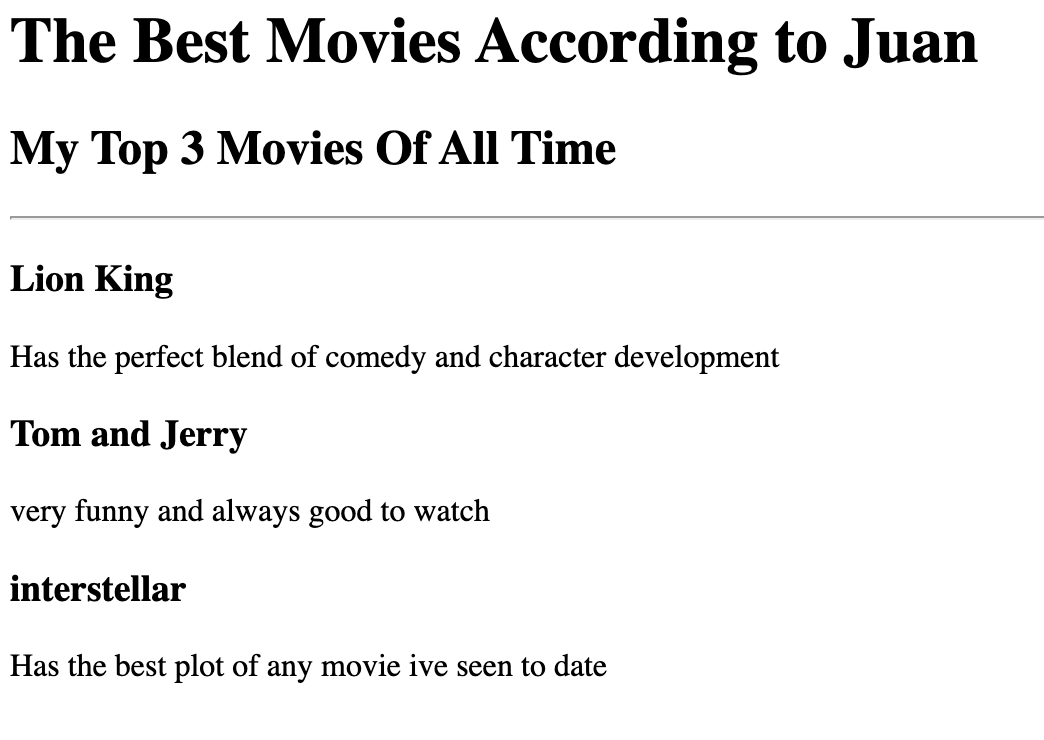 The Best Movies According to Juan
My Top 3 Movies Of All Time
Lion King
Has the perfect blend of comedy and character development
Tom and Jerry
very funny and always good to watch
interstellar
Has the best plot of any movie ive seen to date